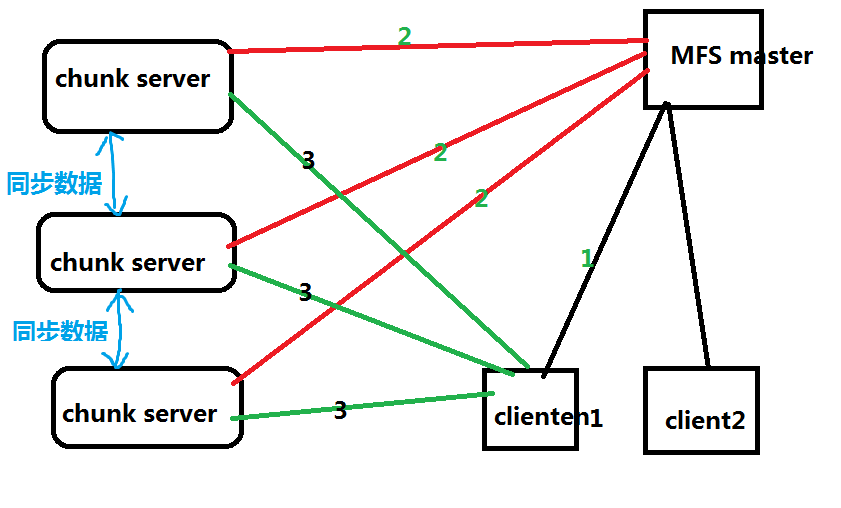 2
MFS master
chunk server
3
2
同步数据
2
chunk server
1
3
同步数据
chunk server
3
clienten1
client2